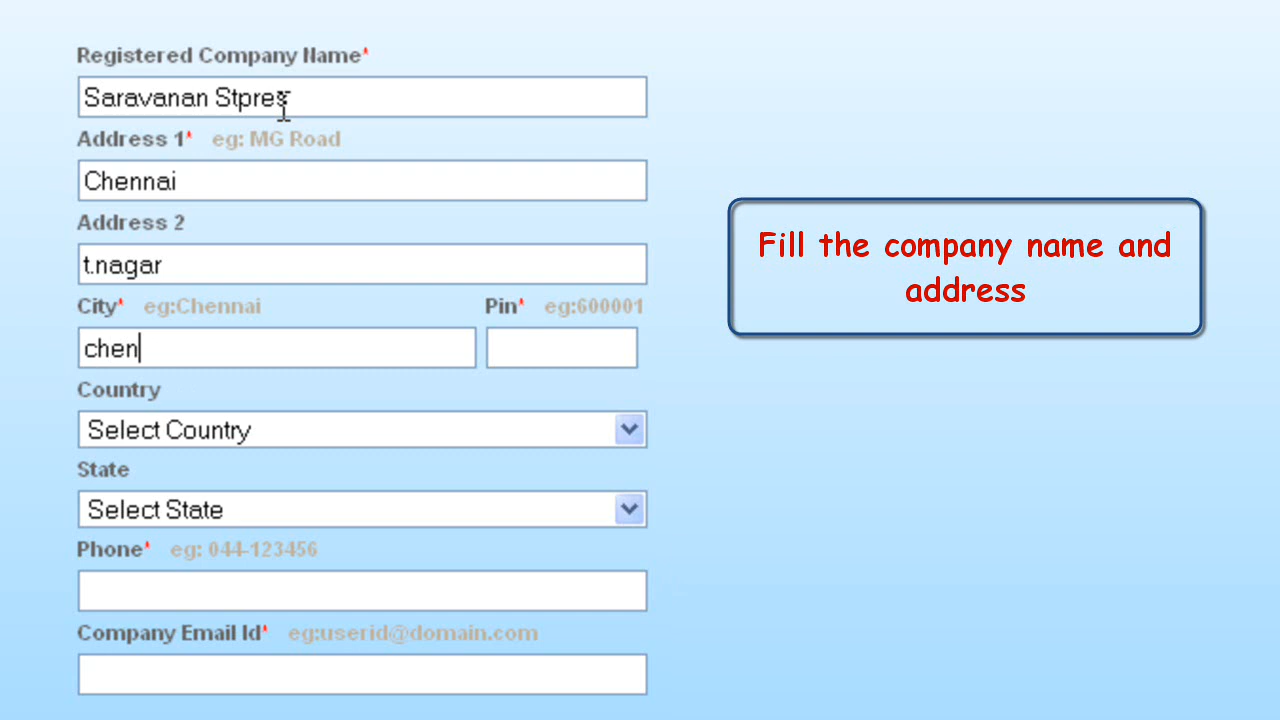 Registered Company Name*
Saravanan Stpres
Address 1* eg: MG Road
Chennai
Address 2
t.nagar
City* eg:Chennai Pin* eg:600001
chen
Country
Select Country
State
Select State
Phone* eg: 044-123456
Company Email Id* eg:userid@domain.com
Fill the company name and
address